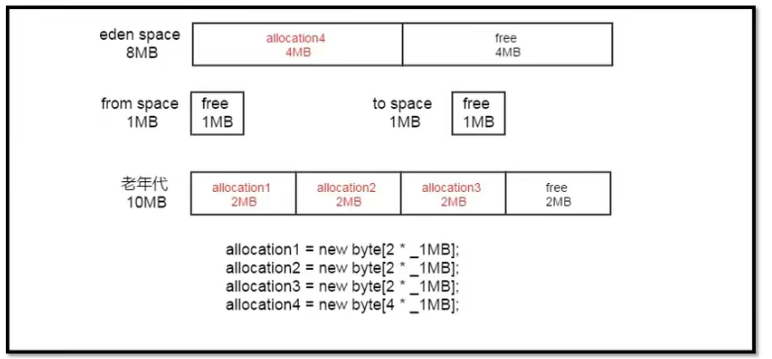 eden space
8MB
allocation4
4MB
free
4MB
from space
1MB
free
1MB
to space
1MB
free
1MB
老年代
10MB
allocation1
2MB
allocation2
2MB
allocation3
2MB
free
2MB
allocation1 = new byte[2 * _1MB];
allocation2 = new byte[2 * _1MB];
allocation3 = new byte[2 * _1MB];
allocation4 = new byte[4 * _1MB];